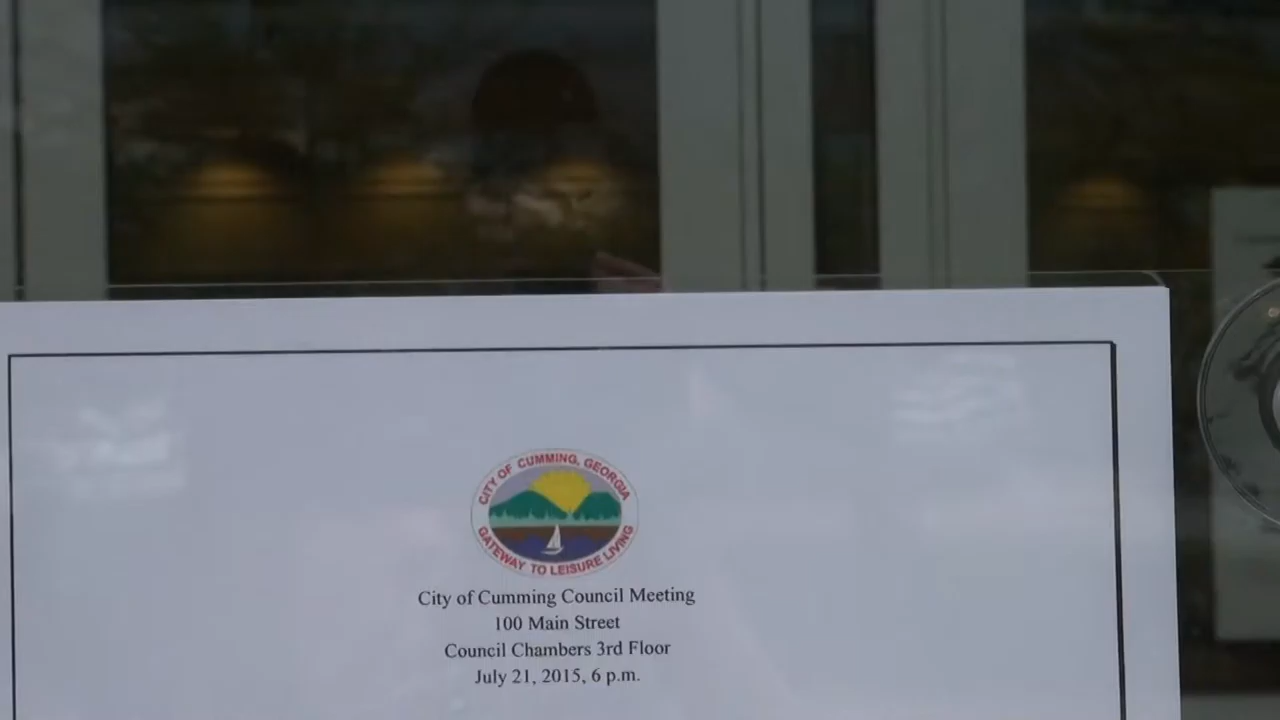 CITY OF CUMMING, GEORGIA
GATEWAY TO LEISURE LIVING
City of Cumming Council Meeting
100 Main Street
Council Chambers 3rd Floor
July 21, 2015, 6 p.m.